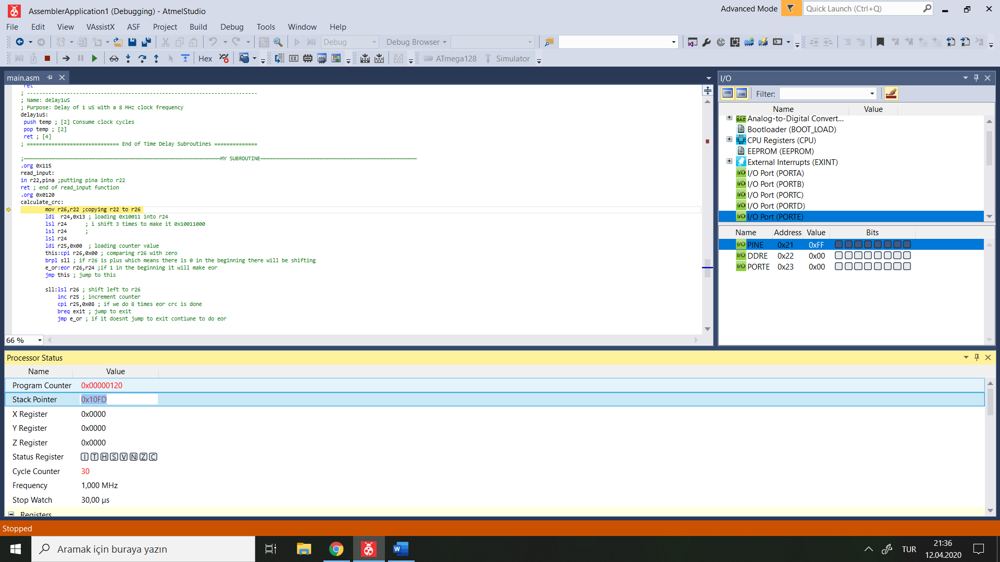 AssemblerApplication1 (Debugging) - AtmelStudio
Advanced Mode
Quick Launch (Ctrl+Q)
File Edit View VAssistX ASF Project Build Debug Tools Window Help
Debug Debug Browser
Hex ATmega128 Simulator
main.asm
ret
; ---------------------------------------------------------------------------
; Name: delay1uS
; Purpose: Delay of 1 uS with a 8 MHz clock frequency
delay1uS:
push temp ; [2] Consume clock cycles
pop temp ; [2]
ret ; [4]
; ============================== End of Time Delay Subroutines ==============
;~~~~~~~~~~~~~~~~~~~~~~~~~~~~~~~~~~~~~~~~~~~~~~~~~~~~~~~~~~~~~~~~MY SUBROUTINE~~~~~~~~~~~~~~~~~~~~~~~~~~~~~~~~~~~~~~~~~~~~~~~~~~~
.org 0x115
read_input:
in r22,pina ;putting pina into r22
ret ; end of read_input function
.org 0x0120
calculate_crc:
mov r26,r22 ;copying r22 to r26
ldi r24,0x13 ; loading 0x10011 into r24
lsl r24 ; i shift 3 times to make it 0x10011000
lsl r24 ;
lsl r24
ldi r25,0x00 ; loading counter value
this:cpi r26,0x00 ; comparing r26 with zero
brpl sll ; if r26 is plus which means there is 0 in the beginning there will be shifting
e_or:eor r26,r24 ;if 1 in the beginning it will make eor
jmp this ; jump to this
sll:lsl r26 ; shift left to r26
inc r25 ; increment counter
cpi r25,0x08 ; if we do 8 times eor crc is done
breq exit ; jump to exit
jmp e_or ; if it doesnt jump to exit contiune to do eor
66 %
I/O
Filter:
Name Value
Analog-to-Digital Convert...
Bootloader (BOOT_LOAD)
CPU Registers (CPU)
EEPROM (EEPROM)
External Interrupts (EXINT)
I/O Port (PORTA)
I/O Port (PORTB)
I/O Port (PORTC)
I/O Port (PORTD)
I/O Port (PORTE)
Name Address Value Bits
PINE 0x21 0xFF
DDRE 0x22 0x00
PORTE 0x23 0x00
Processor Status
Name Value
Program Counter 0x00000120
Stack Pointer 0x10FD
X Register 0x0000
Y Register 0x0000
Z Register 0x0000
Status Register I T H S V N Z C
Cycle Counter 30
Frequency 1,000 MHz
Stop Watch 30,00 µs
Registers
Stopped
Aramak için buraya yazın
TUR
21:36
12.04.2020